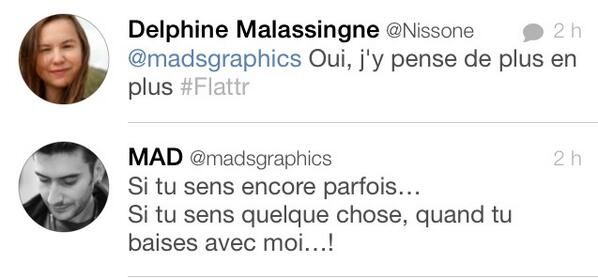 Delphine Malassingne @Nissone 2 h
@madsgraphics Oui, j'y pense de plus en
plus #Flattr
MAD @madsgraphics 2 h
Si tu sens encore parfois…
Si tu sens quelque chose, quand tu
baises avec moi…!